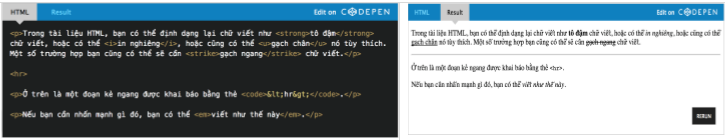 HTML Result Edit on CODEPEN
<p>Trong tài liệu HTML, bạn có thể định dạng lại chữ viết như <strong>tô đậm</strong>
chữ viết, hoặc có thể <i>in nghiêng</i>, hoặc cũng có thể <u>gạch chân</u> nó tùy thích.
Một số trường hợp bạn cũng có thể sẽ cần <strike>gạch ngang</strike> chữ viết.</p>
<hr>
<p>Ở trên là một đoạn kẻ ngang được khai báo bằng thẻ <code>&lt;hr&gt;</code>.</p>
<p>Nếu bạn cần nhấn mạnh gì đó, bạn có thể <em>viết như thế này</em>.</p>
HTML Result Edit on CODEPEN
Trong tài liệu HTML, bạn có thể định dạng lại chữ viết như tô đậm chữ viết, hoặc có thể in nghiêng, hoặc cũng có thể
gạch chân nó tùy thích. Một số trường hợp bạn cũng có thể sẽ cần gạch ngang chữ viết.
Ở trên là một đoạn kẻ ngang được khai báo bằng thẻ <hr>.
Nếu bạn cần nhấn mạnh gì đó, bạn có thể viết như thế này.
RERUN